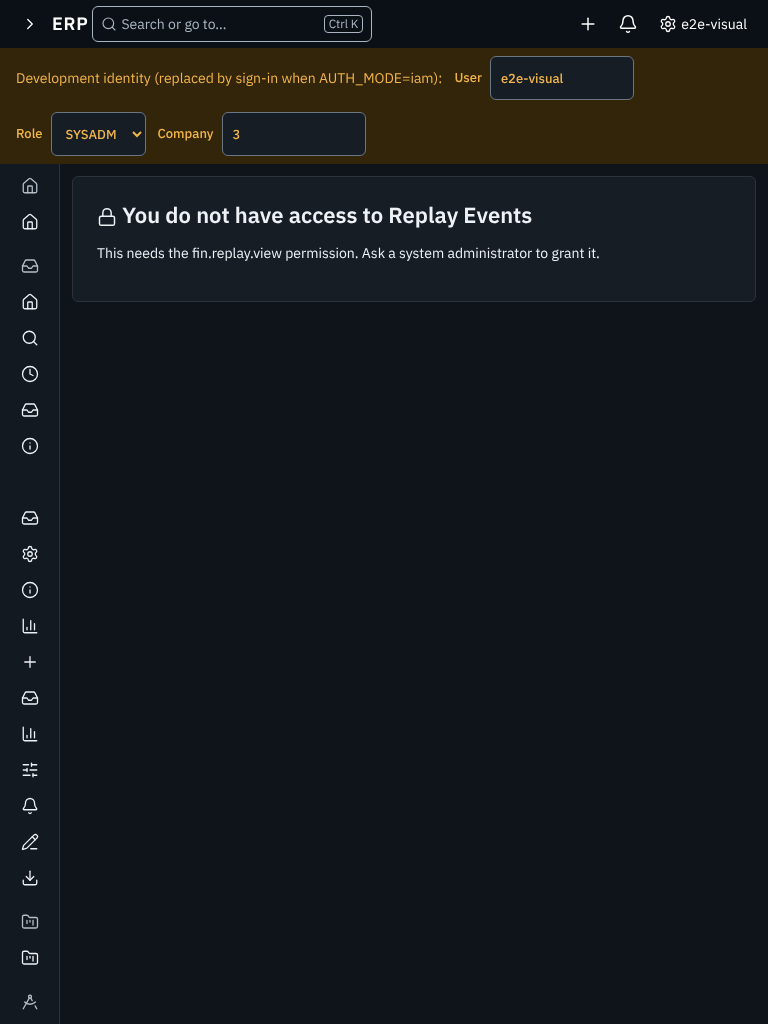 ERP
Search or go to...
Ctrl K
e2e-visual
Development identity (replaced by sign-in when AUTH_MODE=iam):
User
e2e-visual
Role
SYSADM
Company
3
You do not have access to Replay Events
This needs the fin.replay.view permission. Ask a system administrator to grant it.